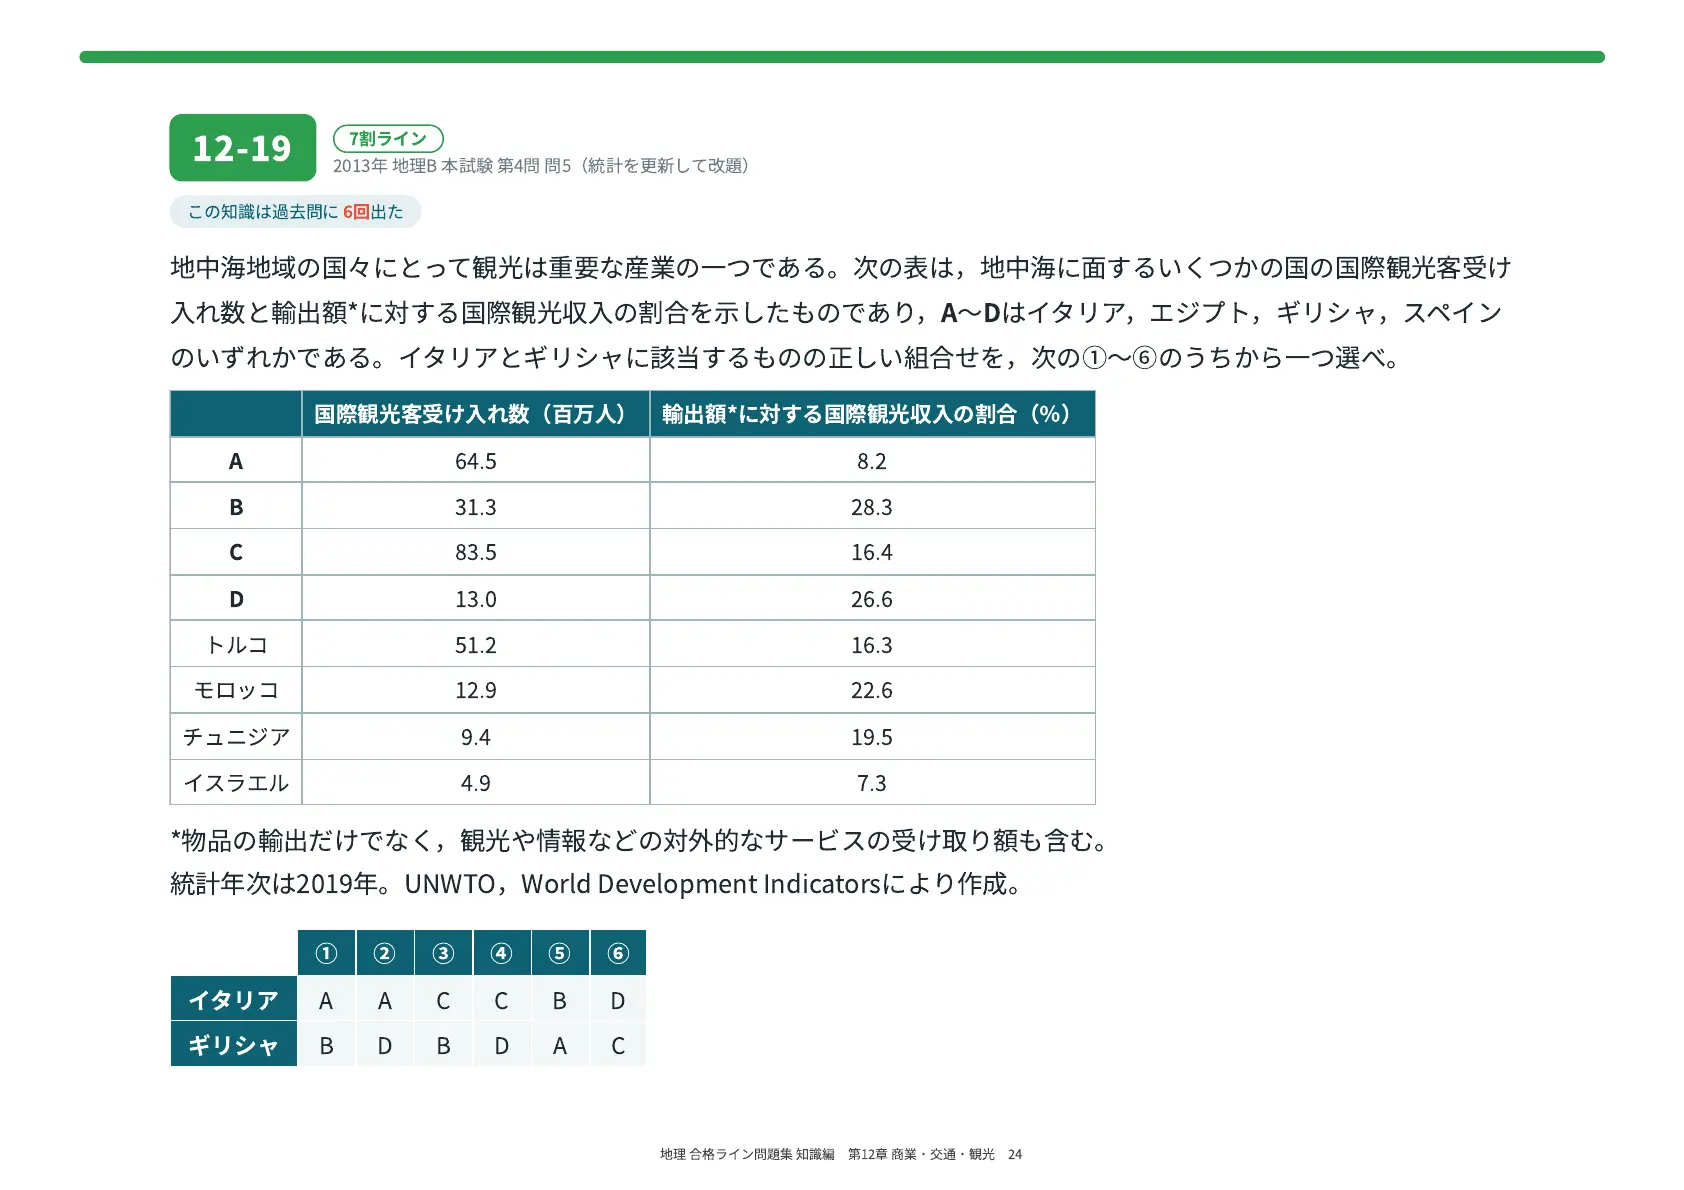 12-19
7割ライン
2013年 地理B 本試験 第4問 問5（統計を更新して改題）
この知識は過去問に 6回出た
地中海地域の国々にとって観光は重要な産業の一つである。次の表は，地中海に面するいくつかの国の国際観光客受け
入れ数と輸出額*に対する国際観光収入の割合を示したものであり，A～Dはイタリア，エジプト，ギリシャ，スペイン
のいずれかである。イタリアとギリシャに該当するものの正しい組合せを，次の①～⑥のうちから一つ選べ。
国際観光客受け入れ数（百万人） 輸出額*に対する国際観光収入の割合（％）
A 64.5 8.2
B 31.3 28.3
C 83.5 16.4
D 13.0 26.6
トルコ 51.2 16.3
モロッコ 12.9 22.6
チュニジア 9.4 19.5
イスラエル 4.9 7.3
*物品の輸出だけでなく，観光や情報などの対外的なサービスの受け取り額も含む。
統計年次は2019年。UNWTO，World Development Indicatorsにより作成。
① ② ③ ④ ⑤ ⑥
イタリア A A C C B D
ギリシャ B D B D A C
地理 合格ライン問題集 知識編　第12章 商業・交通・観光　24